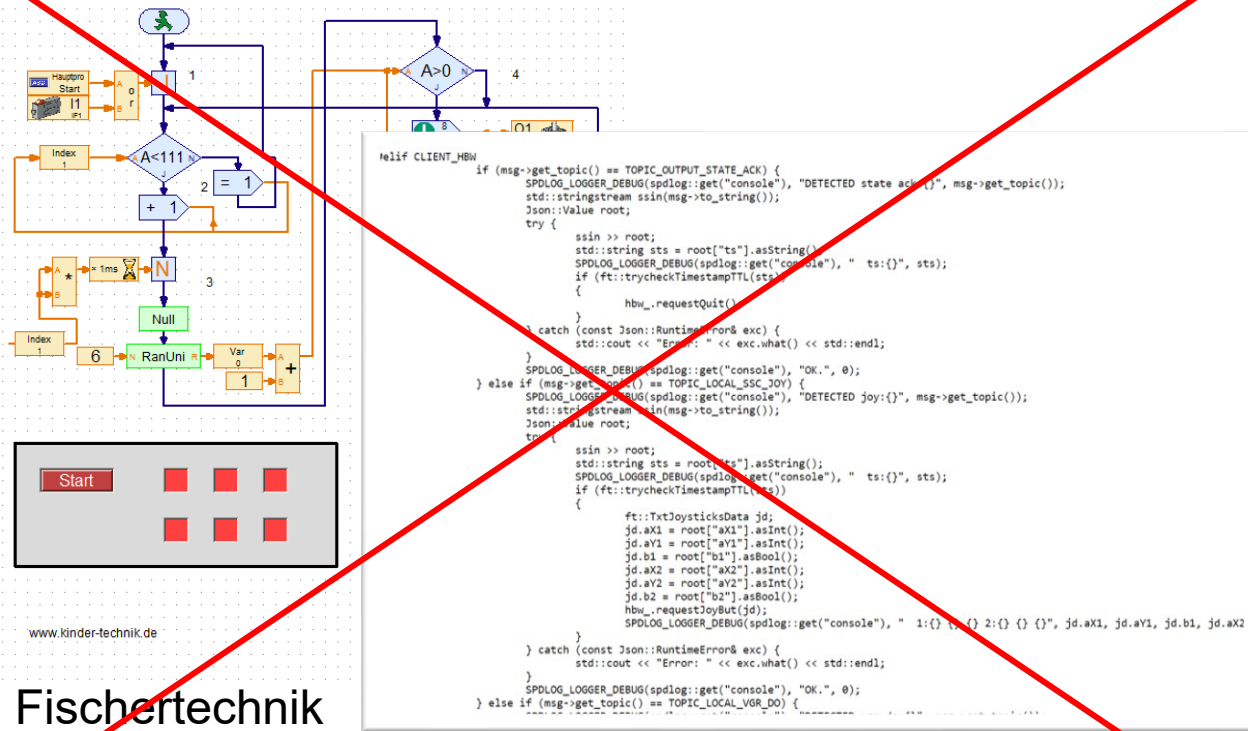 1
A>0
N
J
4
Hauptpro
Start
I1
IF1
A
B
o
r
8
O1
Index
1
A<111
N
J
2
= 1
+ 1
A
B
*
* 1ms
N
3
Null
Index
1
6
N RanUni R
Var
0
1
A
B
+
Start
www.kinder-technik.de
Fischertechnik
elif CLIENT_HBW
if (msg->get_topic() == TOPIC_OUTPUT_STATE_ACK) {
SPDLOG_LOGGER_DEBUG(spdlog::get("console"), "DETECTED state ack:{}", msg->get_topic());
std::stringstream ssin(msg->to_string());
Json::Value root;
try {
ssin >> root;
std::string sts = root["ts"].asString();
SPDLOG_LOGGER_DEBUG(spdlog::get("console"), "  ts:{}", sts);
if (ft::trycheckTimestampTTL(sts))
{
hbw_.requestQuit();
}
} catch (const Json::RuntimeError& exc) {
std::cout << "Error: " << exc.what() << std::endl;
}
SPDLOG_LOGGER_DEBUG(spdlog::get("console"), "OK.", 0);
} else if (msg->get_topic() == TOPIC_LOCAL_SSC_JOY) {
SPDLOG_LOGGER_DEBUG(spdlog::get("console"), "DETECTED joy:{}", msg->get_topic());
std::stringstream ssin(msg->to_string());
Json::Value root;
try {
ssin >> root;
std::string sts = root["ts"].asString();
SPDLOG_LOGGER_DEBUG(spdlog::get("console"), "  ts:{}", sts);
if (ft::trycheckTimestampTTL(sts))
{
ft::TxtJoysticksData jd;
jd.aX1 = root["aX1"].asInt();
jd.aY1 = root["aY1"].asInt();
jd.b1 = root["b1"].asBool();
jd.aX2 = root["aX2"].asInt();
jd.aY2 = root["aY2"].asInt();
jd.b2 = root["b2"].asBool();
hbw_.requestJoyBut(jd);
SPDLOG_LOGGER_DEBUG(spdlog::get("console"), "  1:{} {} {} 2:{} {} {}", jd.aX1, jd.aY1, jd.b1, jd.aX2
}
} catch (const Json::RuntimeError& exc) {
std::cout << "Error: " << exc.what() << std::endl;
}
SPDLOG_LOGGER_DEBUG(spdlog::get("console"), "OK.", 0);
} else if (msg->get_topic() == TOPIC_LOCAL_VGR_DO) {